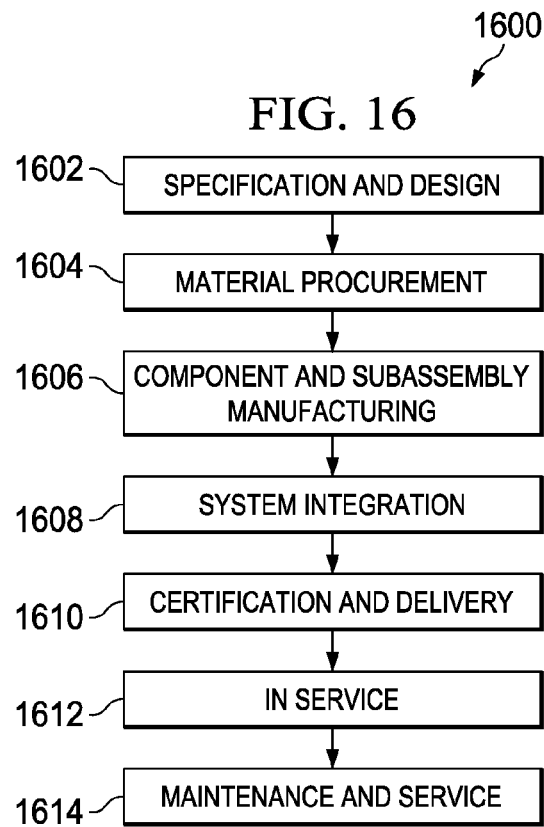 1600
FIG. 16
1602
SPECIFICATION AND DESIGN
1604
MATERIAL PROCUREMENT
1606
COMPONENT AND SUBASSEMBLY
MANUFACTURING
1608
SYSTEM INTEGRATION
1610
CERTIFICATION AND DELIVERY
1612
IN SERVICE
1614
MAINTENANCE AND SERVICE